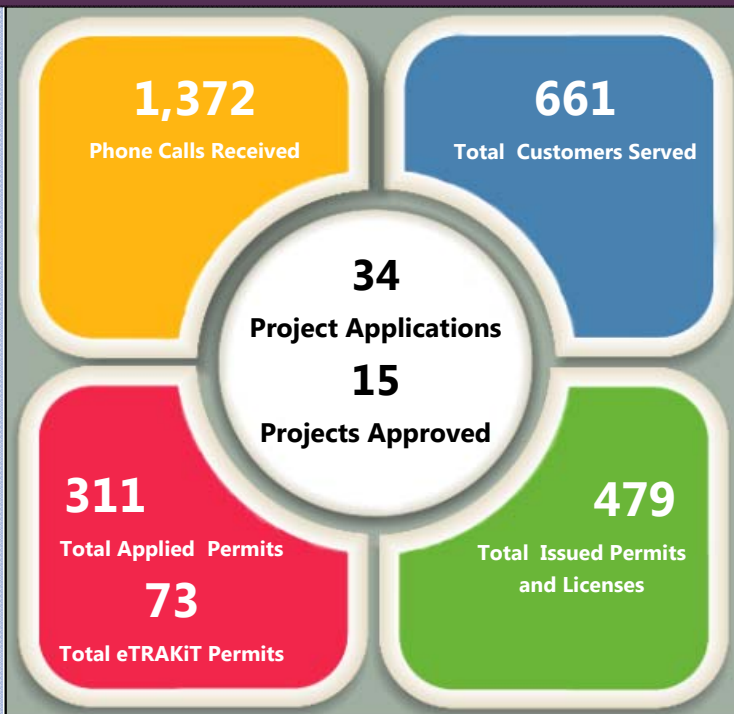 1,372
Phone Calls Received
661
Total Customers Served
34
Project Applications
15
Projects Approved
311
Total Applied Permits
73
Total eTRAKiT Permits
479
Total Issued Permits
and Licenses